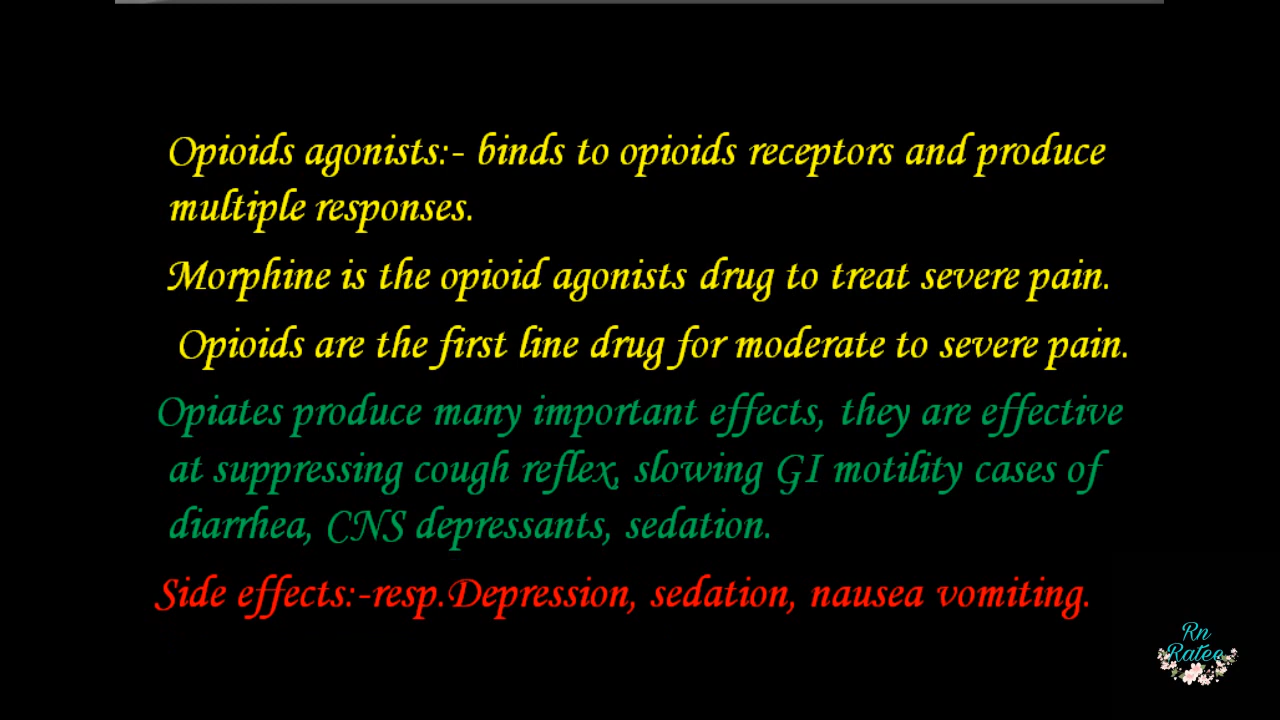 Opioids agonists:- binds to opioids receptors and produce
multiple responses.
Morphine is the opioid agonists drug to treat severe pain.
Opioids are the first line drug for moderate to severe pain.
Opiates produce many important effects, they are effective
at suppressing cough reflex, slowing GI motility cases of
diarrhea, CNS depressants, sedation.
Side effects:-resp.Depression, sedation, nausea vomiting.
Rn
Ratee